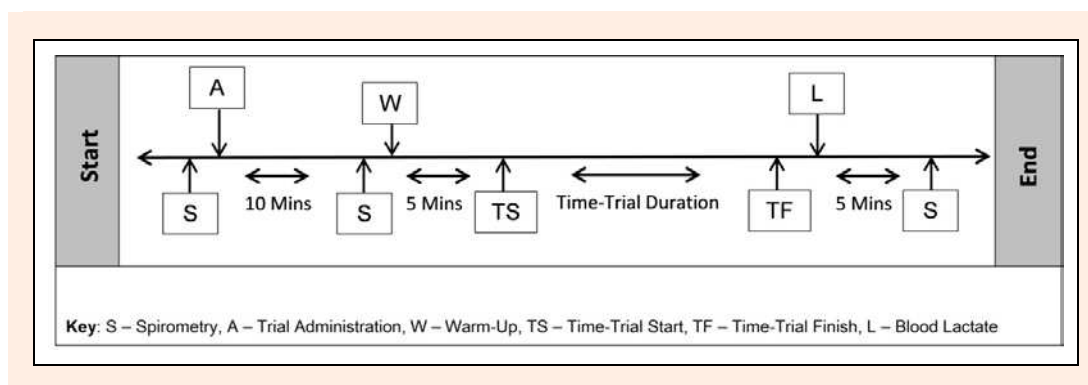 Start
A
W
L
S
10 Mins
S
5 Mins
TS
Time-Trial Duration
TF
5 Mins
S
End
Key: S – Spirometry, A – Trial Administration, W – Warm-Up, TS – Time-Trial Start, TF – Time-Trial Finish, L – Blood Lactate